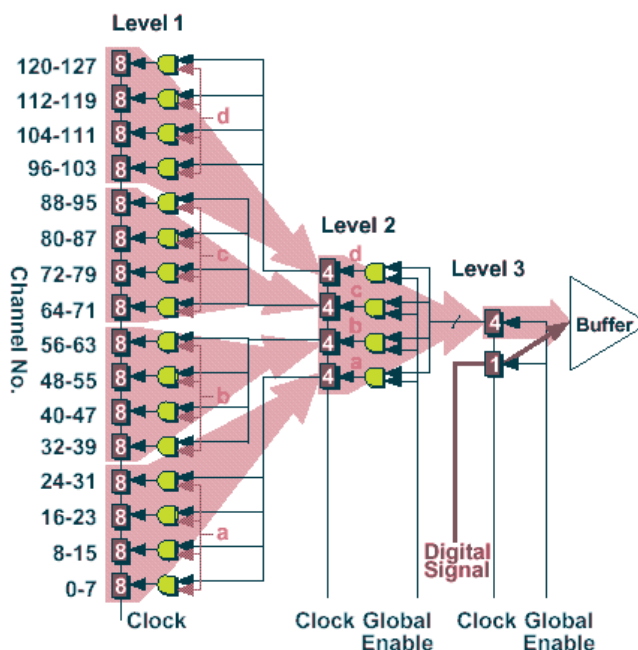 Level 1
120-127 8
112-119 8
d
104-111 8
96-103 8
88-95 8
Level 2
80-87 8
c
d
Level 3
72-79 8 4
c
64-71 8 4 4
Buffer
b
56-63 8 4 1
a
48-55 8 4
b
40-47 8
32-39 8
24-31 8
16-23 8
a
Digital
8-15 8
Signal
0-7 8
Channel No.
Clock
Clock Global
Enable
Clock Global
Enable